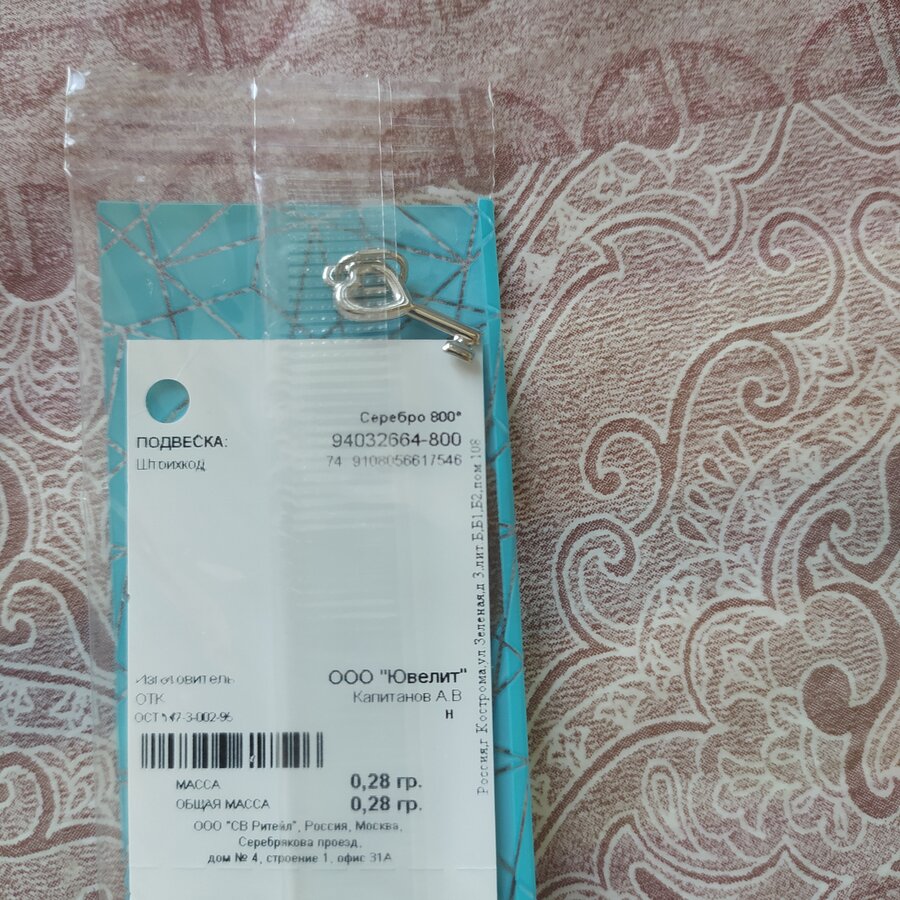 Серебро 800°
ПОДВЕСКА: 94032664-800
Штрихкод 74 9108056617546
Изготовитель ООО "Ювелит"
ОТК Капитанов А.В
Н
ОСТ 117-3-002-95
МАССА 0,28 гр.
ОБЩАЯ МАССА 0,28 гр.
ООО "СВ Ритейл", Россия, Москва,
Серебрякова проезд,
дом № 4, строение 1, офис 31А
Россия,г Кострома,ул Зеленая,д 3,лит Б,Б1,Б2,пом 108